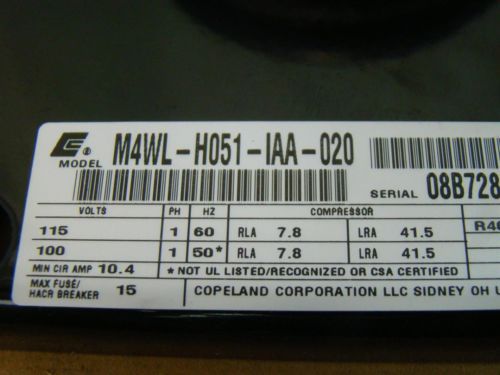 MODEL M4WL-H051-IAA-020
SERIAL 08B728
VOLTS PH HZ COMPRESSOR
115 1 60 RLA 7.8 LRA 41.5
100 1 50* RLA 7.8 LRA 41.5
MIN CIR AMP 10.4 *NOT UL LISTED/RECOGNIZED OR CSA CERTIFIED
MAX FUSE/
HACR BREAKER 15 COPELAND CORPORATION LLC SIDNEY OH U